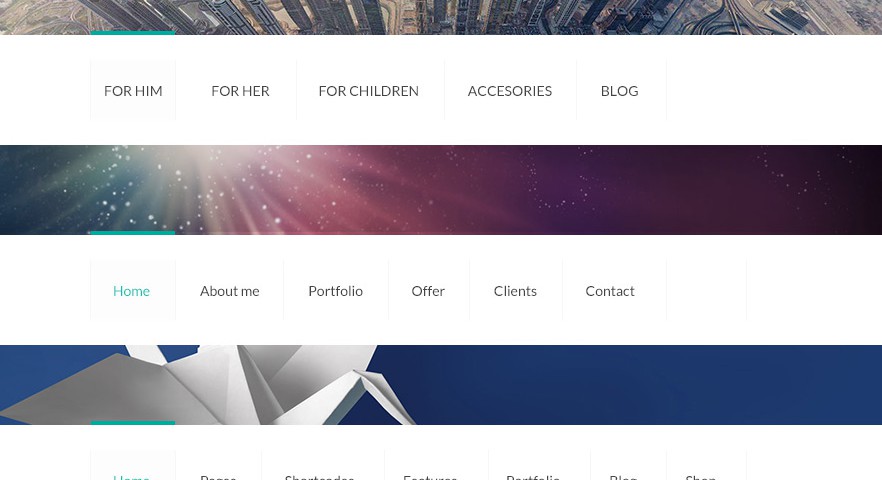 FOR HIM FOR HER FOR CHILDREN ACCESORIES BLOG
Home About me Portfolio Offer Clients Contact
Home Pages Shortcodes Features Portfolio Blog Shop